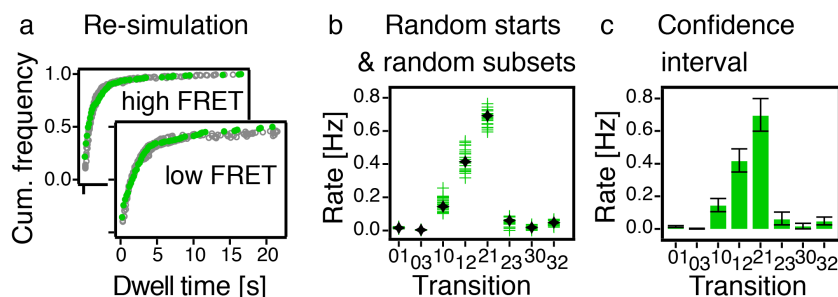 a Re-simulation
Cum. frequency
1.0
0.5
0.0
high FRET
low FRET
0 5 10 15 20
Dwell time [s]
b Random starts
& random subsets
Rate [Hz]
0.8
0.6
0.4
0.2
0.0
01 03 10 12 21 23 30 32
Transition
c Confidence
interval
Rate [Hz]
0.8
0.6
0.4
0.2
0.0
01 03 10 12 21 23 30 32
Transition